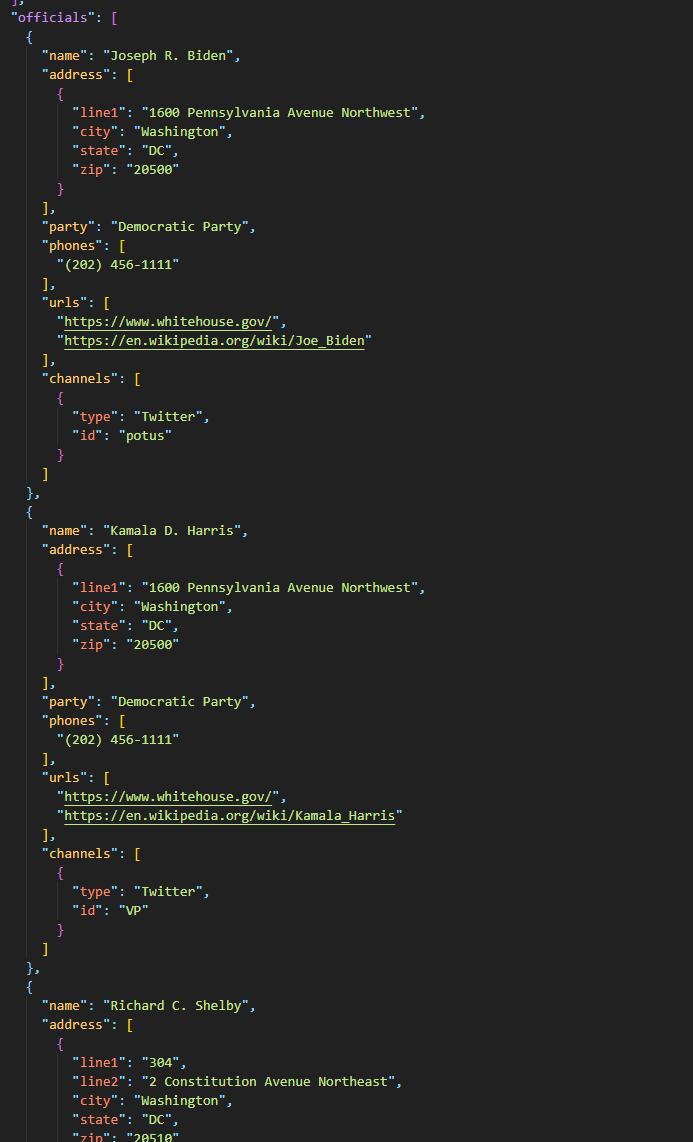 ],
"officials": [
{
"name": "Joseph R. Biden",
"address": [
{
"line1": "1600 Pennsylvania Avenue Northwest",
"city": "Washington",
"state": "DC",
"zip": "20500"
}
],
"party": "Democratic Party",
"phones": [
"(202) 456-1111"
],
"urls": [
"https://www.whitehouse.gov/",
"https://en.wikipedia.org/wiki/Joe_Biden"
],
"channels": [
{
"type": "Twitter",
"id": "potus"
}
]
},
{
"name": "Kamala D. Harris",
"address": [
{
"line1": "1600 Pennsylvania Avenue Northwest",
"city": "Washington",
"state": "DC",
"zip": "20500"
}
],
"party": "Democratic Party",
"phones": [
"(202) 456-1111"
],
"urls": [
"https://www.whitehouse.gov/",
"https://en.wikipedia.org/wiki/Kamala_Harris"
],
"channels": [
{
"type": "Twitter",
"id": "VP"
}
]
},
{
"name": "Richard C. Shelby",
"address": [
{
"line1": "304",
"line2": "2 Constitution Avenue Northeast",
"city": "Washington",
"state": "DC",
"zip": "20510"